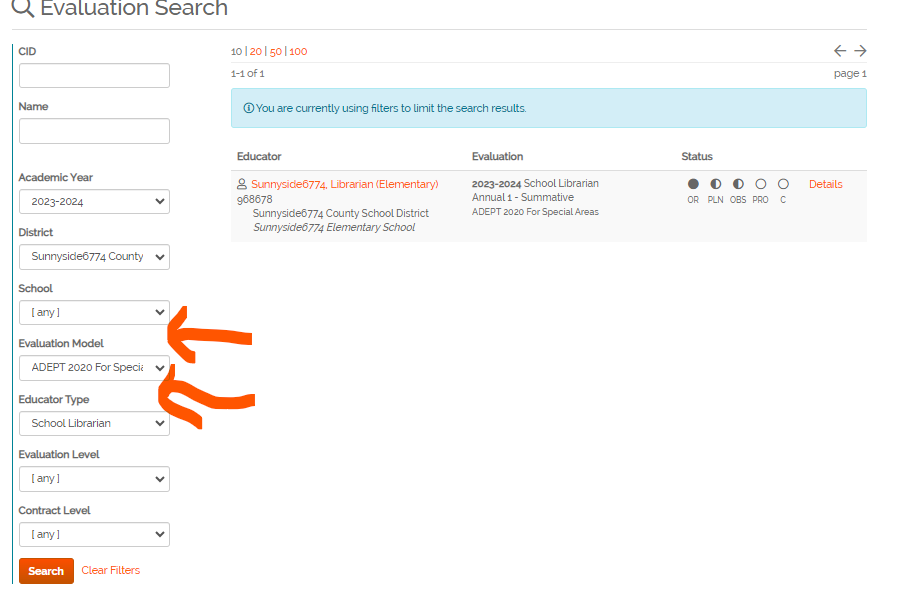 Evaluation Search
CID
Name
Academic Year
2023-2024
District
Sunnyside6774 County
School
[ any ]
Evaluation Model
ADEPT 2020 For Specia
Educator Type
School Librarian
Evaluation Level
[ any ]
Contract Level
[ any ]
Search Clear Filters
10 | 20 | 50 | 100
1-1 of 1 page 1
You are currently using filters to limit the search results.
Educator Evaluation Status
Sunnyside6774, Librarian (Elementary)
968678
Sunnyside6774 County School District
Sunnyside6774 Elementary School
2023-2024 School Librarian
Annual 1 - Summative
ADEPT 2020 For Special Areas
OR PLN OBS PRO C
Details